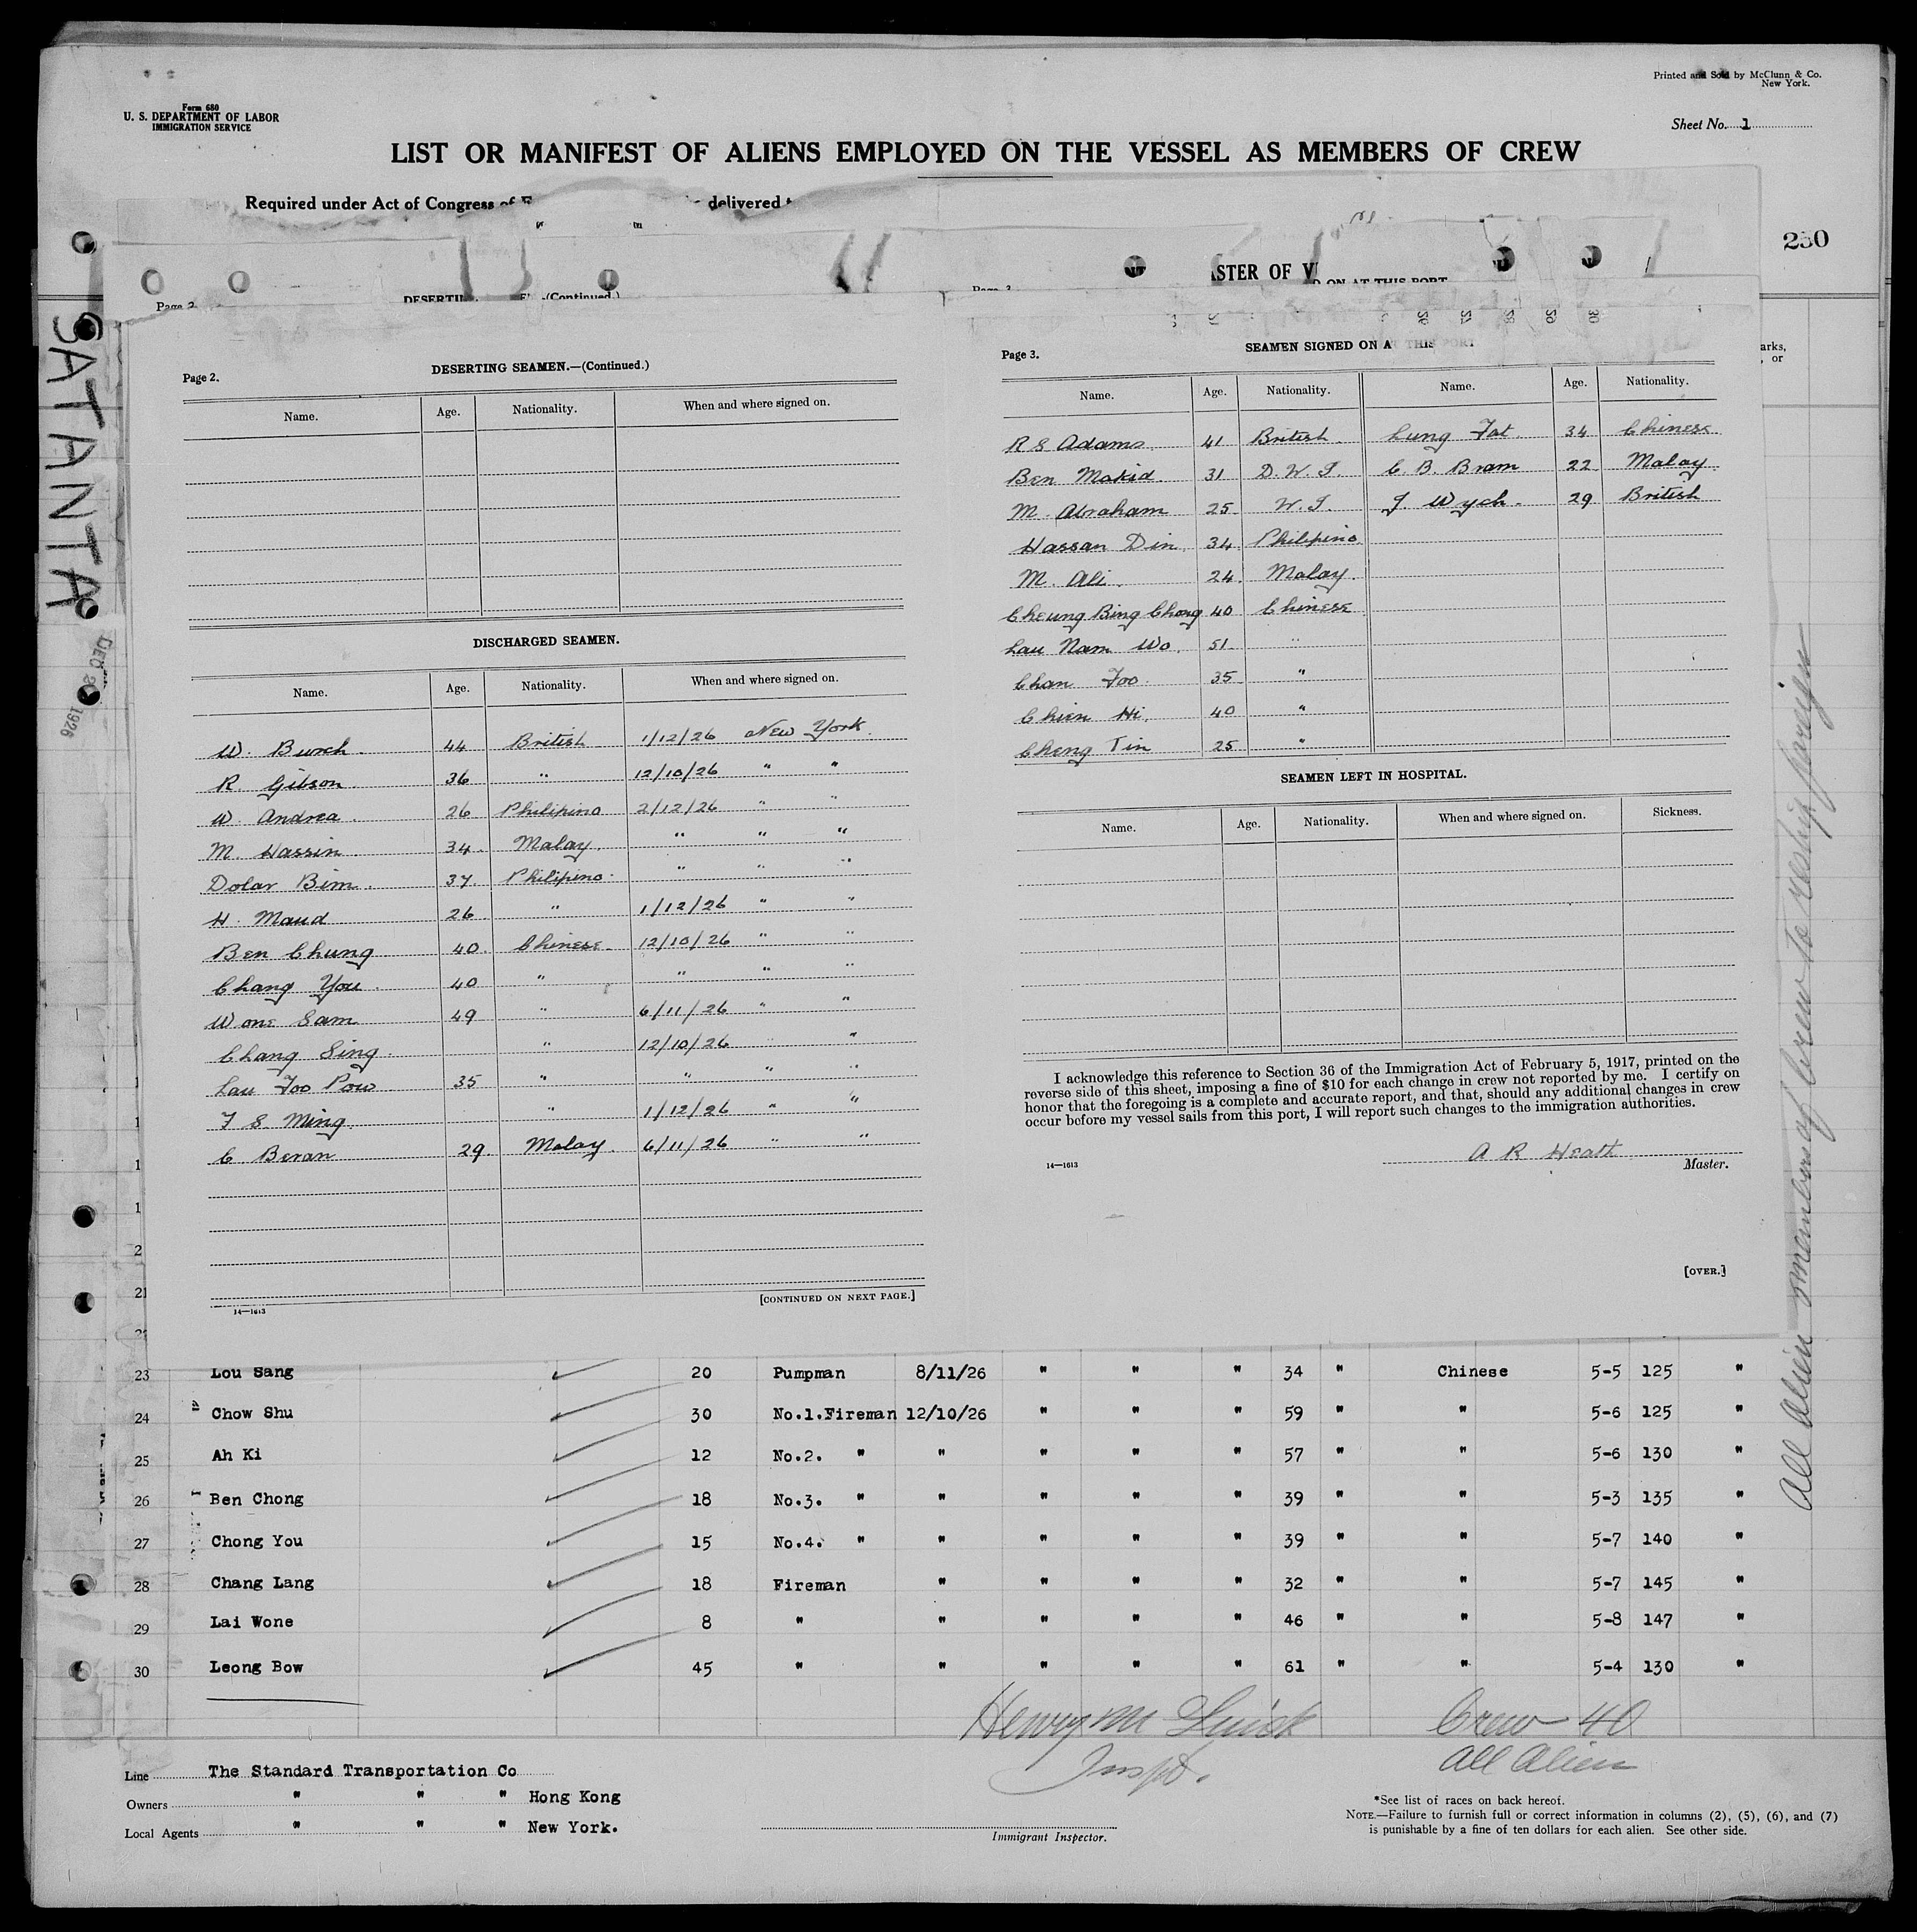 Printed and Sold by McClunn & Co.
New York.
Form 680
U. S. DEPARTMENT OF LABOR
IMMIGRATION SERVICE
Sheet No. 1
LIST OR MANIFEST OF ALIENS EMPLOYED ON THE VESSEL AS MEMBERS OF CREW
Required under Act of Congress of
delivered
250
STER OF V
Page 2
(Continued.)
Page 3
D ON AT THIS PORT
SATANTA
DEC 20 1926
arks,
or
Page 2.
DESERTING SEAMEN.—(Continued.)
Name. Age. Nationality. When and where signed on.
DISCHARGED SEAMEN.
Name. Age. Nationality. When and where signed on.
W. Burch. 44 British 1/12/26 New York.
R. Gibson. 36 " 12/10/26 " "
W. Andrea. 26 Philipino 2/12/26 " "
M. Hassin. 34. Malay. " " "
Dolar Bim. 37 Philipino. " " "
H. Maud 26 " 1/12/26 " "
Ben Chung 40. Chinese. 12/10/26 " "
Chang You. 40 " " " "
Wone Sam 49 " 6/11/26 " "
Chang Sing. " 12/10/26 " "
Lau Foo Pow 35 " " " "
F S. Ming. " 1/12/26 " "
C Beran 29 Malay. 6/11/26 " "
14—1613
[CONTINUED ON NEXT PAGE.]
Page 3.
SEAMEN SIGNED ON AT THIS PORT
Name. Age. Nationality. Name. Age. Nationality.
R S Adams. 41 British. Lung Fat. 34 Chinese.
Ben Makid 31 D. W. I. C. B. Bram 22 Malay.
M. Abraham 25 W. I. J. Wych. 29 British
Hassan Din. 34 Philipino
M. Ali. 24. Malay.
Cheung Bing Chong 40 Chinese
Lau Nam Wo. 51 "
Chan Foo. 35 "
Chien Hi. 40 "
Cheng Tin 25 "
SEAMEN LEFT IN HOSPITAL.
Name. Age. Nationality. When and where signed on. Sickness.
I acknowledge this reference to Section 36 of the Immigration Act of February 5, 1917, printed on the
reverse side of this sheet, imposing a fine of $10 for each change in crew not reported by me. I certify on
honor that the foregoing is a complete and accurate report, and that, should any additional changes in crew
occur before my vessel sails from this port, I will report such changes to the immigration authorities.
A R Heath
Master.
14—1613
[OVER.]
All alien members of crew to reship foreign
23 Lou Sang 20 Pumpman 8/11/26 " " " 34 " Chinese 5-5 125 "
24 Chow Shu 30 No.1.Fireman 12/10/26 " " " 59 " " 5-6 125 "
25 Ah Ki 12 No.2. " " " " " 57 " " 5-6 130 "
26 Ben Chong 18 No.3. " " " " " 39 " " 5-3 135 "
27 Chong You 15 No.4. " " " " " 39 " " 5-7 140 "
28 Chang Lang 18 Fireman " " " " 32 " " 5-7 145 "
29 Lai Wone 8 " " " " " 46 " " 5-8 147 "
30 Leong Bow 45 " " " " " 61 " " 5-4 130 "
Crew 40
Inspt.
All Alien
Line The Standard Transportation Co
Owners " " " Hong Kong
Local Agents " " " New York.
Immigrant Inspector.
*See list of races on back hereof.
NOTE.—Failure to furnish full or correct information in columns (2), (5), (6), and (7)
is punishable by a fine of ten dollars for each alien. See other side.